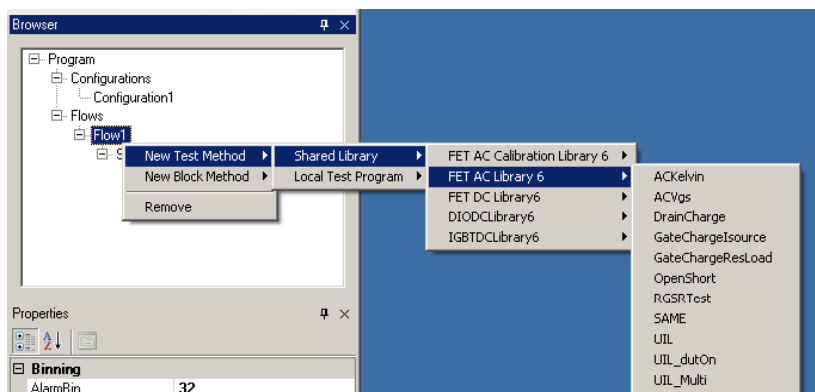 Browser
Program
Configurations
Configuration1
Flows
Flow1
S
New Test Method
New Block Method
Remove
Shared Library
Local Test Program
FET AC Calibration Library 6
FET AC Library 6
FET DC Library6
DIODCLibrary6
IGBTDCLibrary6
ACKelvin
ACVgs
DrainCharge
GateChargeIsource
GateChargeResLoad
OpenShort
RGSRTest
SAME
UIL
UIL_dutOn
UIL_Multi
Properties
Binning
AlarmBin 32